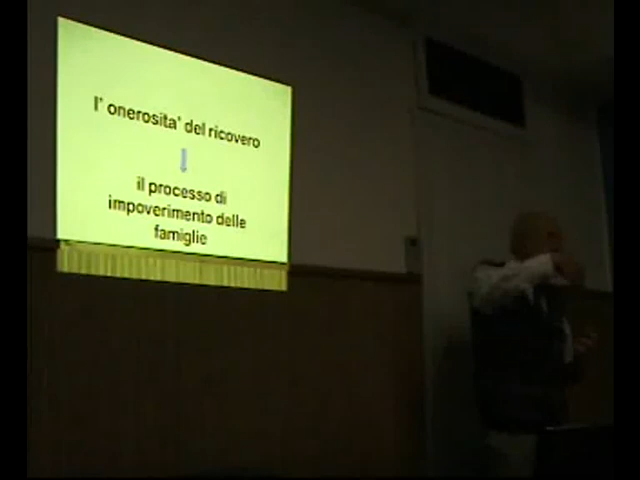 l' onerosita' del ricovero
il processo di
impoverimento delle
famiglie